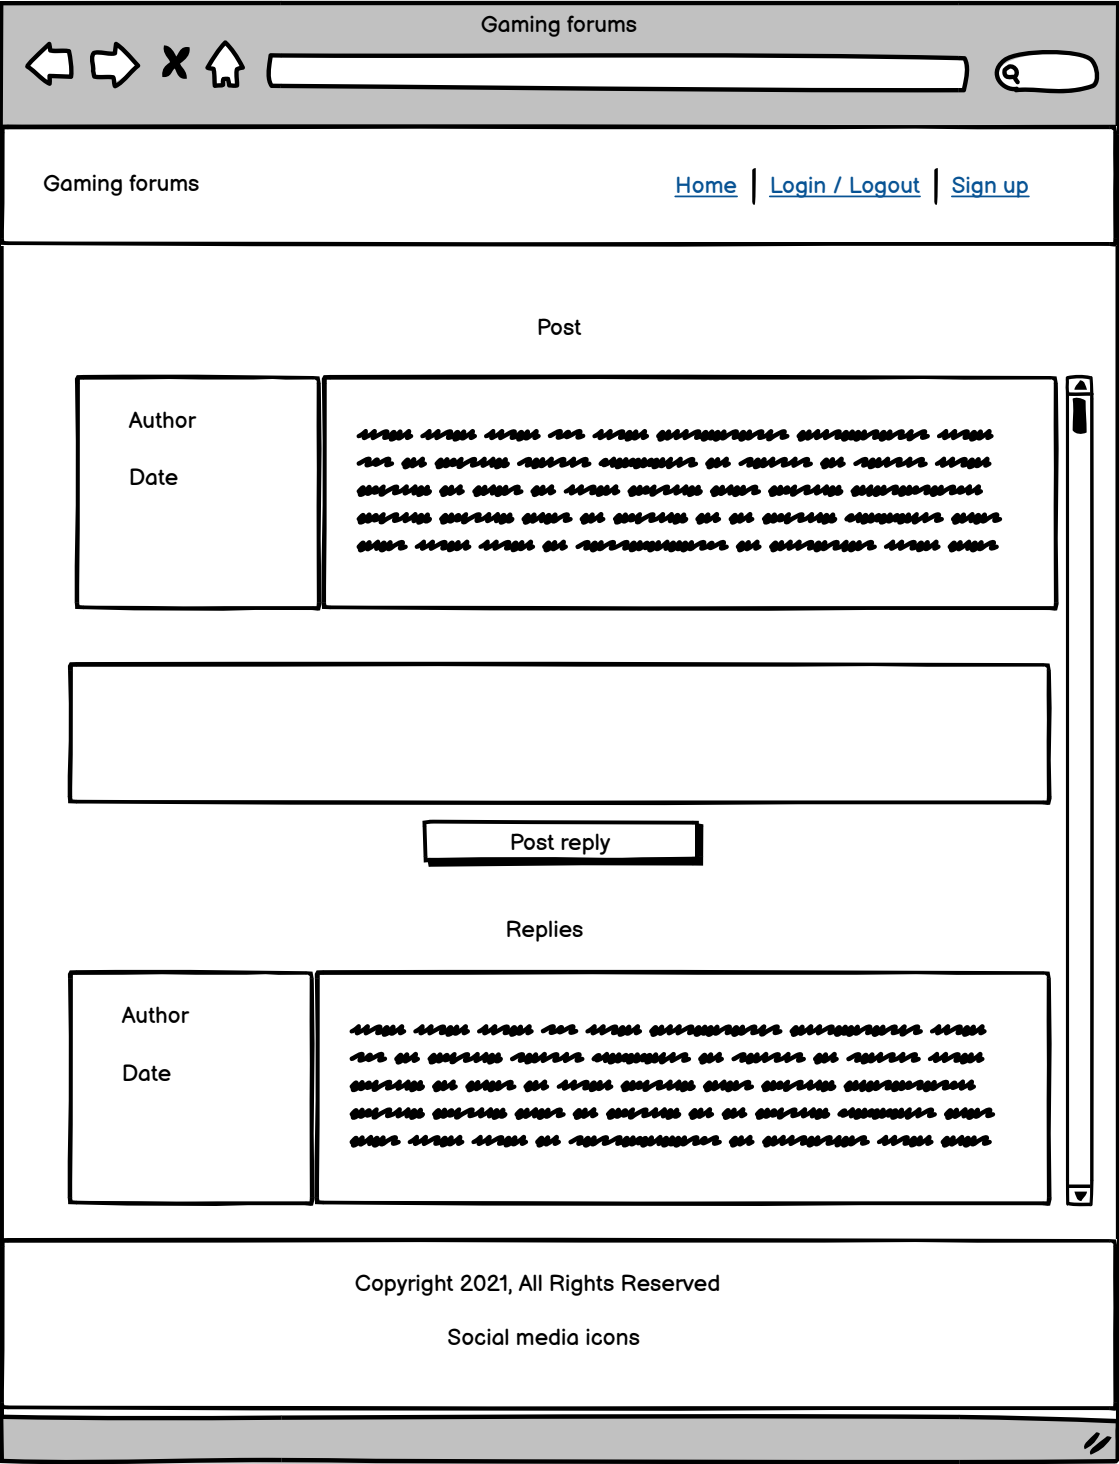 Gaming forums
Gaming forums
Home
Login / Logout
Sign up
Post
Author
Date
Post reply
Replies
Author
Date
Copyright 2021, All Rights Reserved
Social media icons